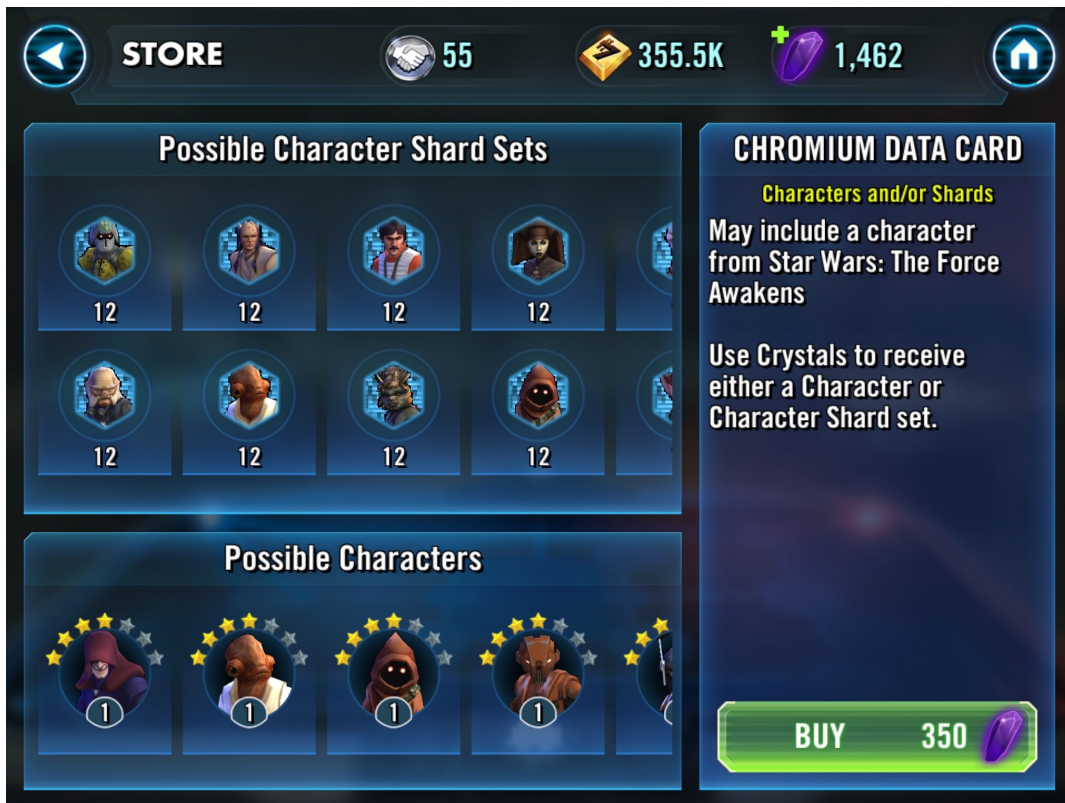 STORE
55
355.5K
1,462
Possible Character Shard Sets
12
12
12
12
12
12
12
12
Possible Characters
1
1
1
1
CHROMIUM DATA CARD
Characters and/or Shards
May include a character
from Star Wars: The Force
Awakens
Use Crystals to receive
either a Character or
Character Shard set.
BUY 350